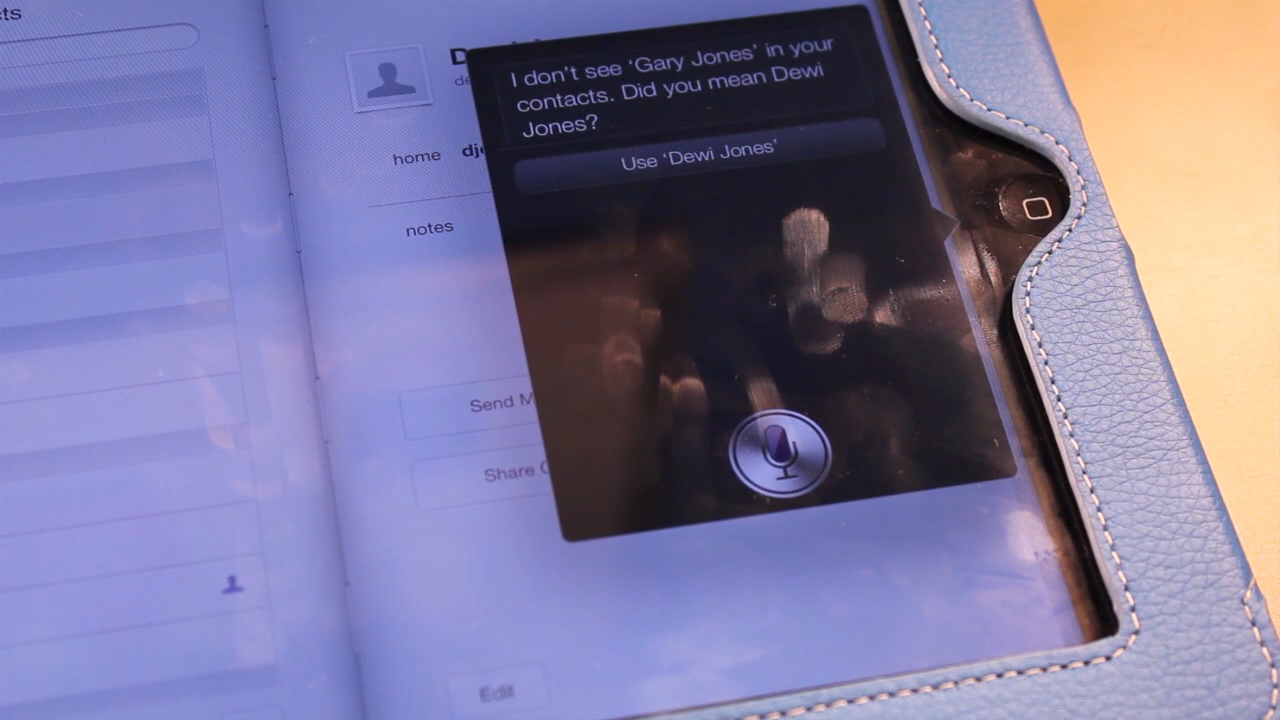 I don't see 'Gary Jones' in your
contacts. Did you mean Dewi
Jones?
Use 'Dewi Jones'
home
notes
Send
Share
Edit